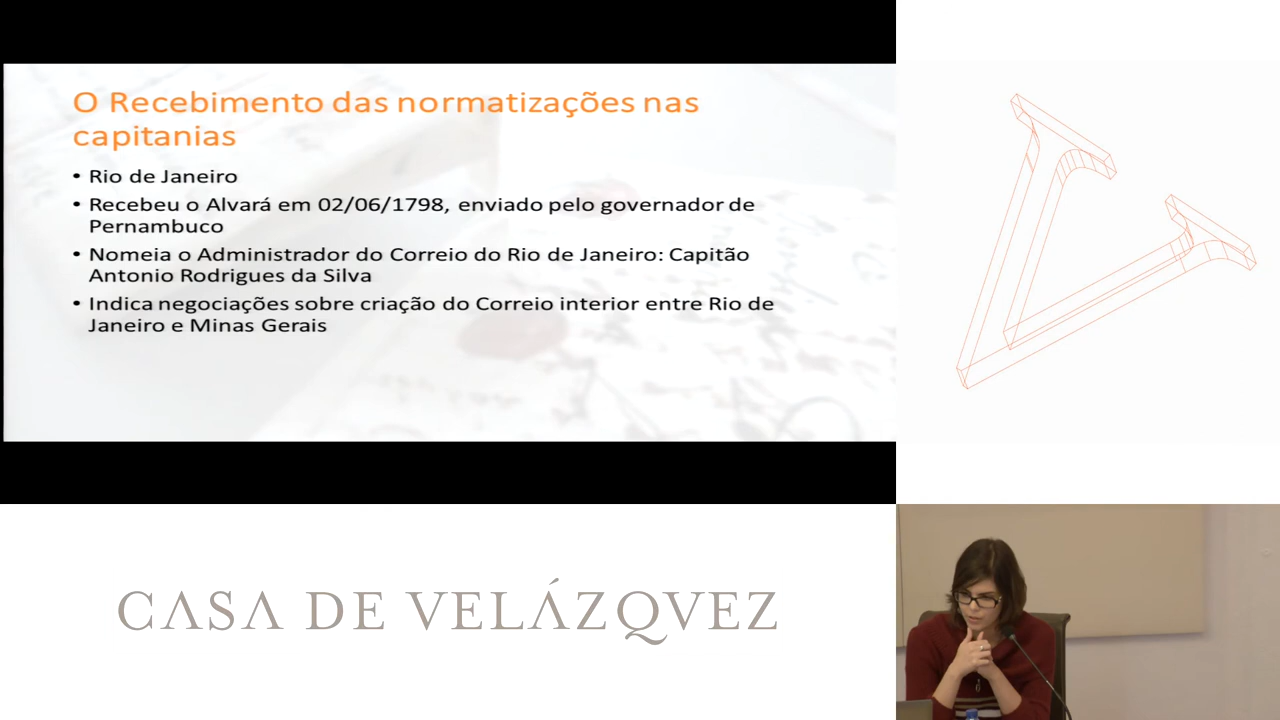 O Recebimento das normatizações nas
capitanias
• Rio de Janeiro
• Recebeu o Alvará em 02/06/1798, enviado pelo governador de
Pernambuco
• Nomeia o Administrador do Correio do Rio de Janeiro: Capitão
Antonio Rodrigues da Silva
• Indica negociações sobre criação do Correio interior entre Rio de
Janeiro e Minas Gerais
CASA DE VELÁZQVEZ